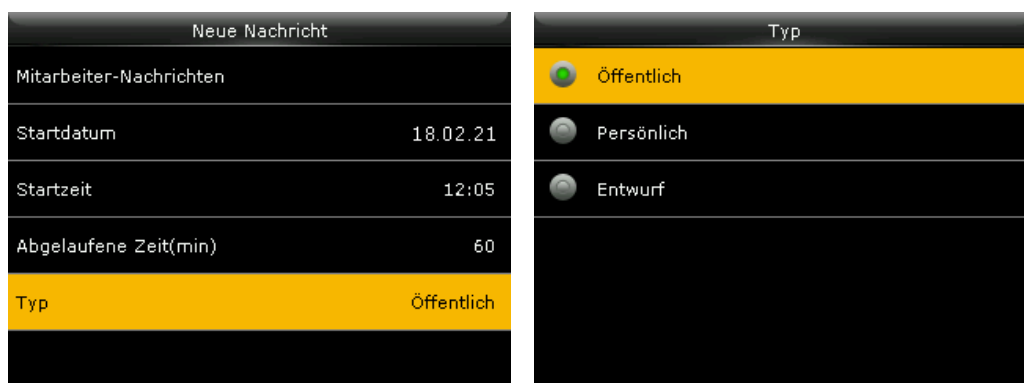 Neue Nachricht
Mitarbeiter-Nachrichten
Startdatum 18.02.21
Startzeit 12:05
Abgelaufene Zeit(min) 60
Typ Öffentlich
Typ
Öffentlich
Persönlich
Entwurf